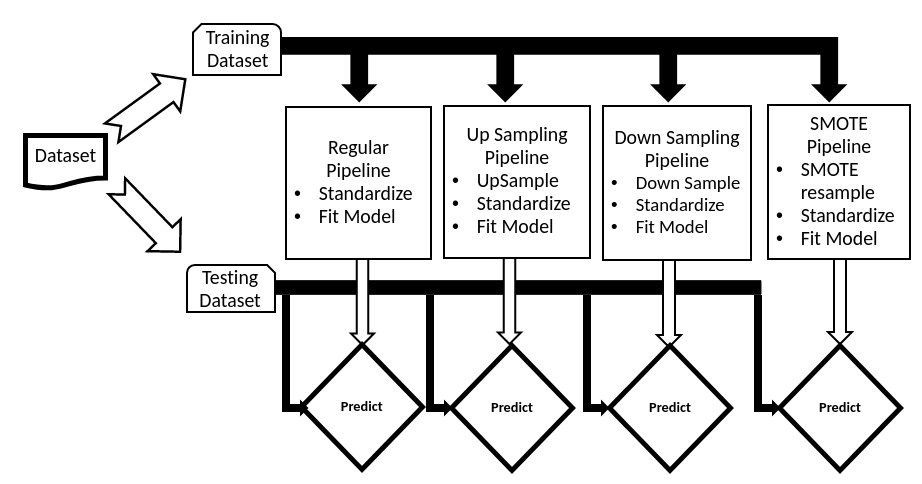 Training
Dataset
Dataset
Regular
Pipeline
• Standardize
• Fit Model
Up Sampling
Pipeline
• UpSample
• Standardize
• Fit Model
Down Sampling
Pipeline
• Down Sample
• Standardize
• Fit Model
SMOTE
Pipeline
• SMOTE
resample
• Standardize
• Fit Model
Testing
Dataset
Predict
Predict
Predict
Predict